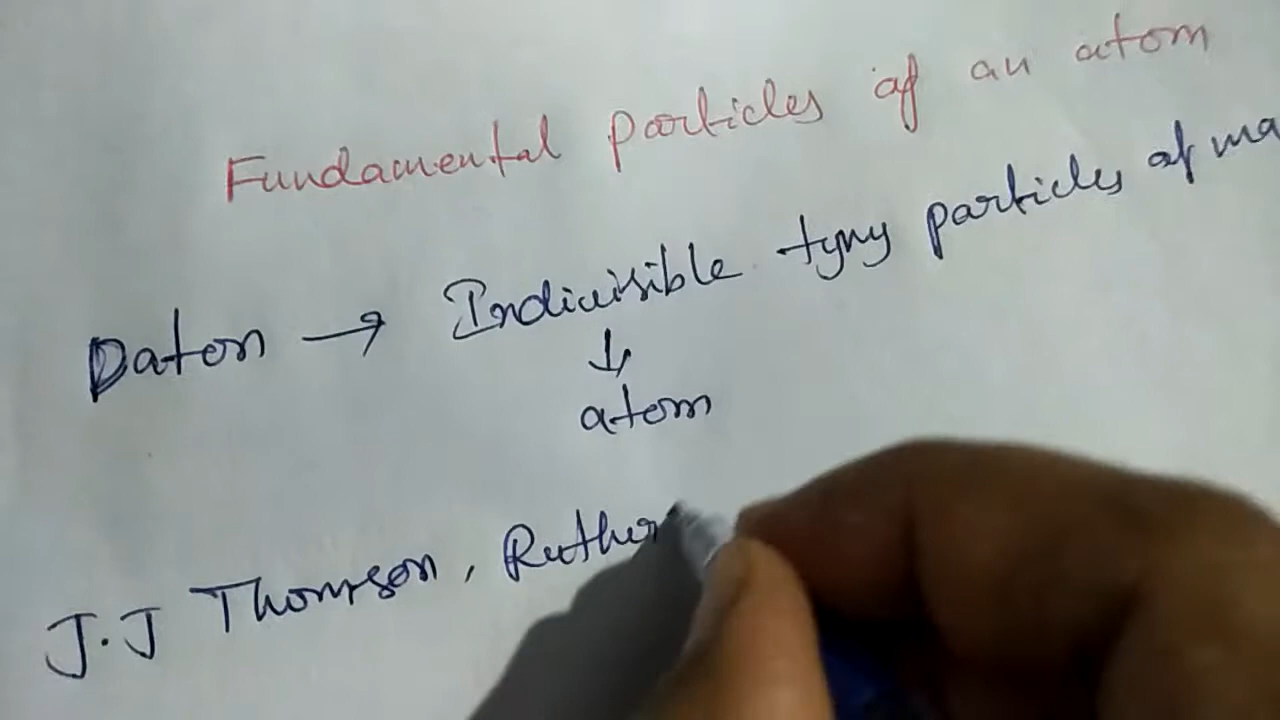 Fundamental particles of an atom
Daton → Indivisible tyny particles of ma
↓
atom
J.J Thomson, Ruther